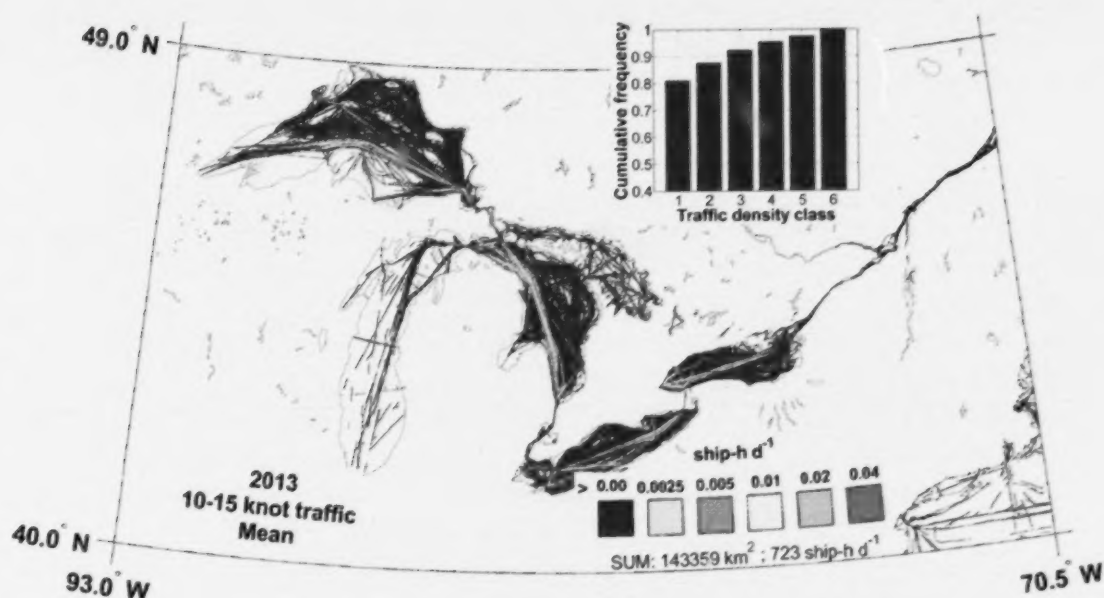 49.0° N
Cumulative frequency
1
0.9
0.8
0.7
0.6
0.5
0.4
1 2 3 4 5 6
Traffic density class
2013
10-15 knot traffic
Mean
ship-h d⁻¹
> 0.00 0.0025 0.005 0.01 0.02 0.04
SUM: 143359 km² ; 723 ship-h d⁻¹
40.0° N
93.0° W
70.5° W